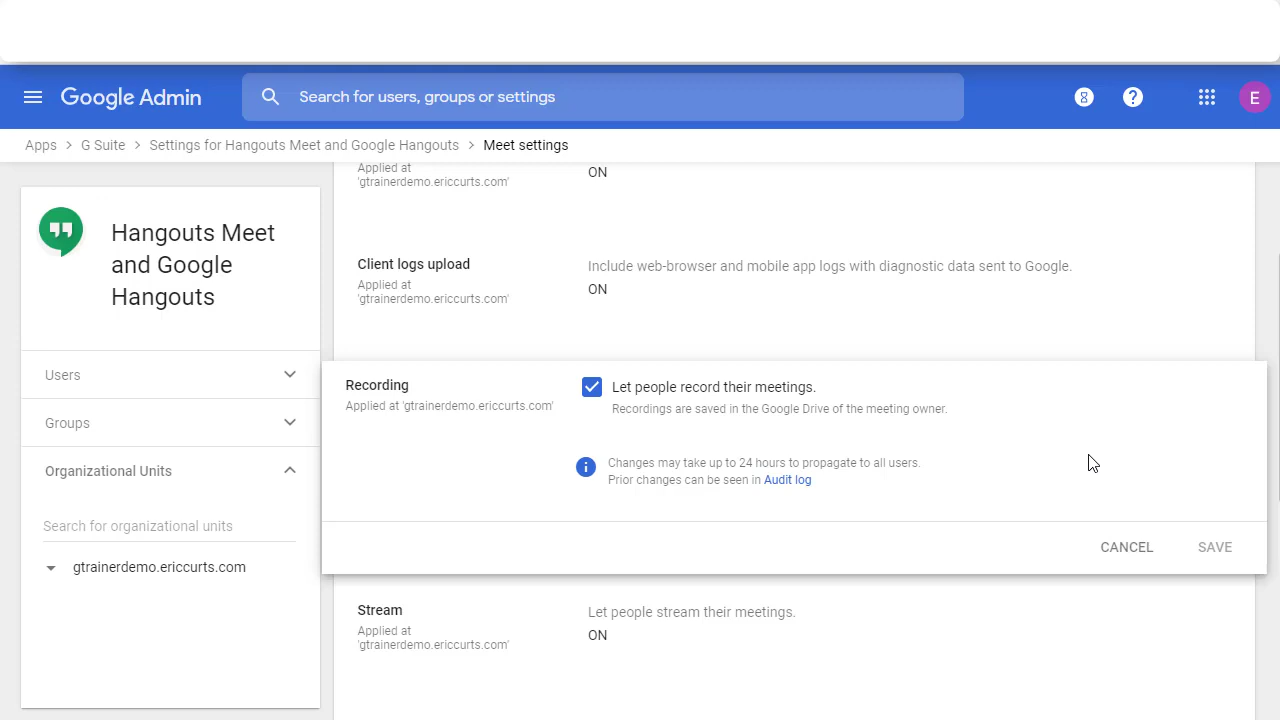 Google Admin
Search for users, groups or settings
E
Apps > G Suite > Settings for Hangouts Meet and Google Hangouts > Meet settings
Hangouts Meet
and Google
Hangouts
Users
Groups
Organizational Units
Search for organizational units
gtrainerdemo.ericcurts.com
Applied at
'gtrainerdemo.ericcurts.com'
ON
Client logs upload
Applied at
'gtrainerdemo.ericcurts.com'
Include web-browser and mobile app logs with diagnostic data sent to Google.
ON
Recording
Applied at 'gtrainerdemo.ericcurts.com'
Let people record their meetings.
Recordings are saved in the Google Drive of the meeting owner.
Changes may take up to 24 hours to propagate to all users.
Prior changes can be seen in Audit log
CANCEL SAVE
Stream
Applied at
'gtrainerdemo.ericcurts.com'
Let people stream their meetings.
ON